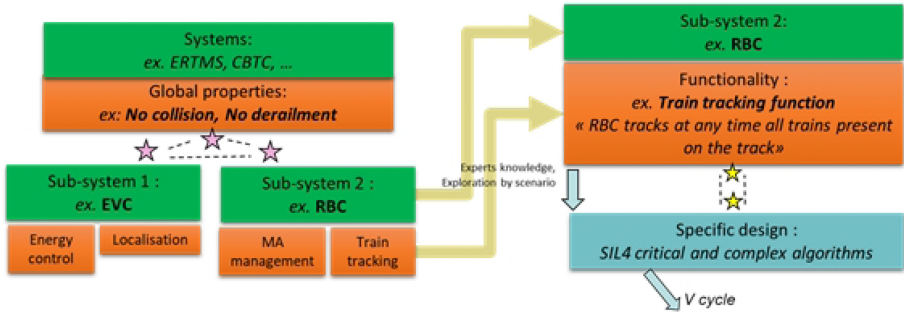 Systems:
ex. ERTMS, CBTC, ...
Global properties:
ex: No collision, No derailment
Sub-system 1 :
ex. EVC
Energy
control
Localisation
Sub-system 2 :
ex. RBC
MA
management
Train
tracking
Experts knowledge,
Exploration by scenario
Sub-system 2:
ex. RBC
Functionality :
ex. Train tracking function
« RBC tracks at any time all trains present
on the track»
Specific design :
SIL4 critical and complex algorithms
V cycle